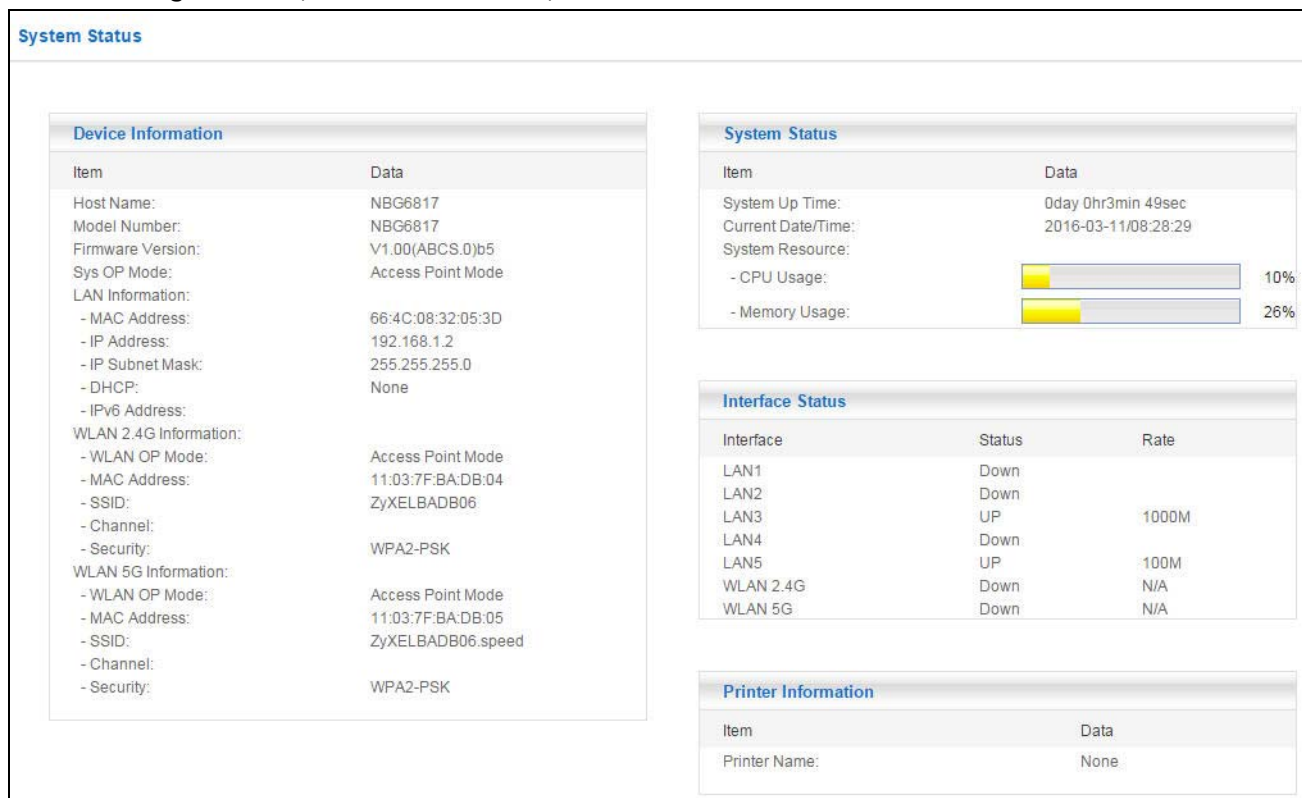 System Status
Device Information
Item Data
Host Name: NBG6817
Model Number: NBG6817
Firmware Version: V1.00(ABCS.0)b5
Sys OP Mode: Access Point Mode
LAN Information:
- MAC Address: 66:4C:08:32:05:3D
- IP Address: 192.168.1.2
- IP Subnet Mask: 255.255.255.0
- DHCP: None
- IPv6 Address:
WLAN 2.4G Information:
- WLAN OP Mode: Access Point Mode
- MAC Address: 11:03:7F:BA:DB:04
- SSID: ZyXELBADB06
- Channel:
- Security: WPA2-PSK
WLAN 5G Information:
- WLAN OP Mode: Access Point Mode
- MAC Address: 11:03:7F:BA:DB:05
- SSID: ZyXELBADB06.speed
- Channel:
- Security: WPA2-PSK
System Status
Item Data
System Up Time: 0day 0hr3min 49sec
Current Date/Time: 2016-03-11/08:28:29
System Resource:
- CPU Usage: 10%
- Memory Usage: 26%
Interface Status
Interface Status Rate
LAN1 Down
LAN2 Down
LAN3 UP 1000M
LAN4 Down
LAN5 UP 100M
WLAN 2.4G Down N/A
WLAN 5G Down N/A
Printer Information
Item Data
Printer Name: None